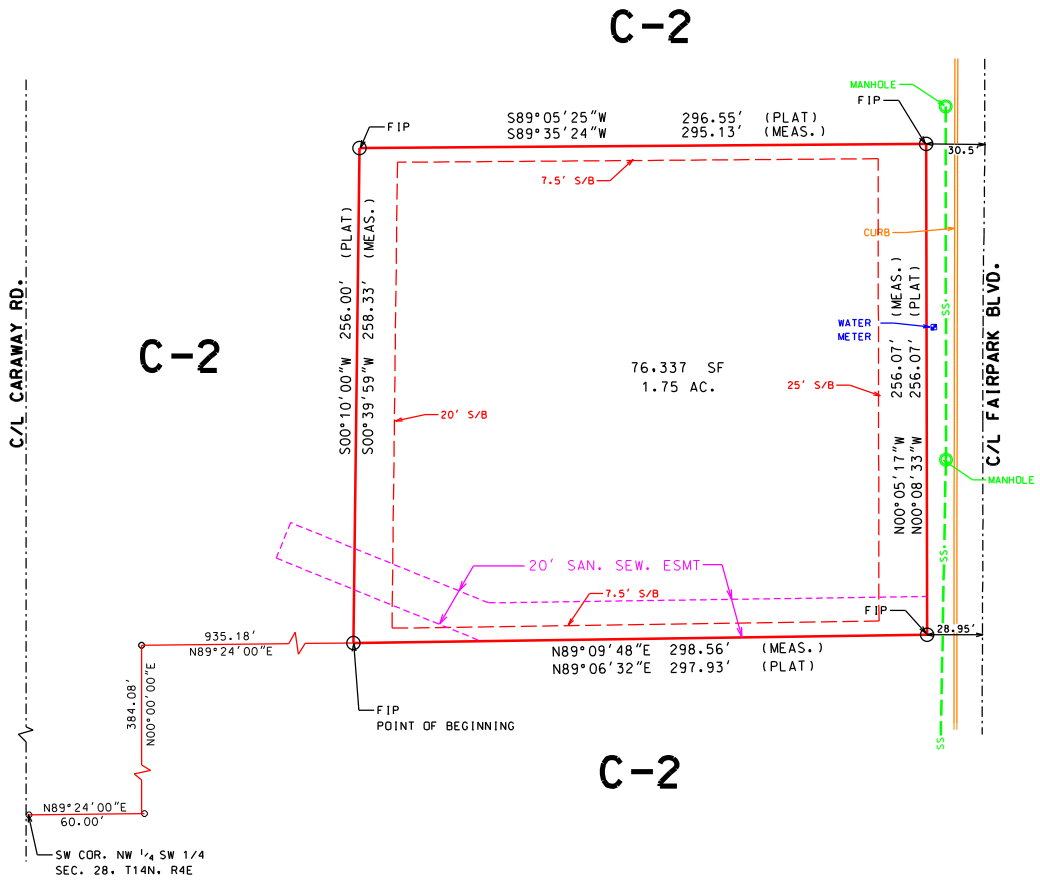 C-2
MANHOLE
FIP
S89°05'25"W 296.55' (PLAT)
S89°35'24"W 295.13' (MEAS.)
FIP
30.5'
7.5' S/B
CURB
S00°10'00"W 256.00' (PLAT)
S00°39'59"W 258.33' (MEAS.)
N00°05'17"W 256.07' (MEAS.)
N00°08'33"W 256.07' (PLAT)
SS
C/L CARAWAY RD.
C/L FAIRPARK BLVD.
C-2
WATER
METER
76.337 SF
1.75 AC.
25' S/B
20' S/B
MANHOLE
SS
20' SAN. SEW. ESMT
7.5' S/B
FIP
28.95'
935.18'
N89°24'00"E
N89°09'48"E 298.56' (MEAS.)
N89°06'32"E 297.93' (PLAT)
384.08'
N00°00'00"E
FIP
POINT OF BEGINNING
SS
C-2
N89°24'00"E
60.00'
SW COR. NW 1/4 SW 1/4
SEC. 28, T14N, R4E